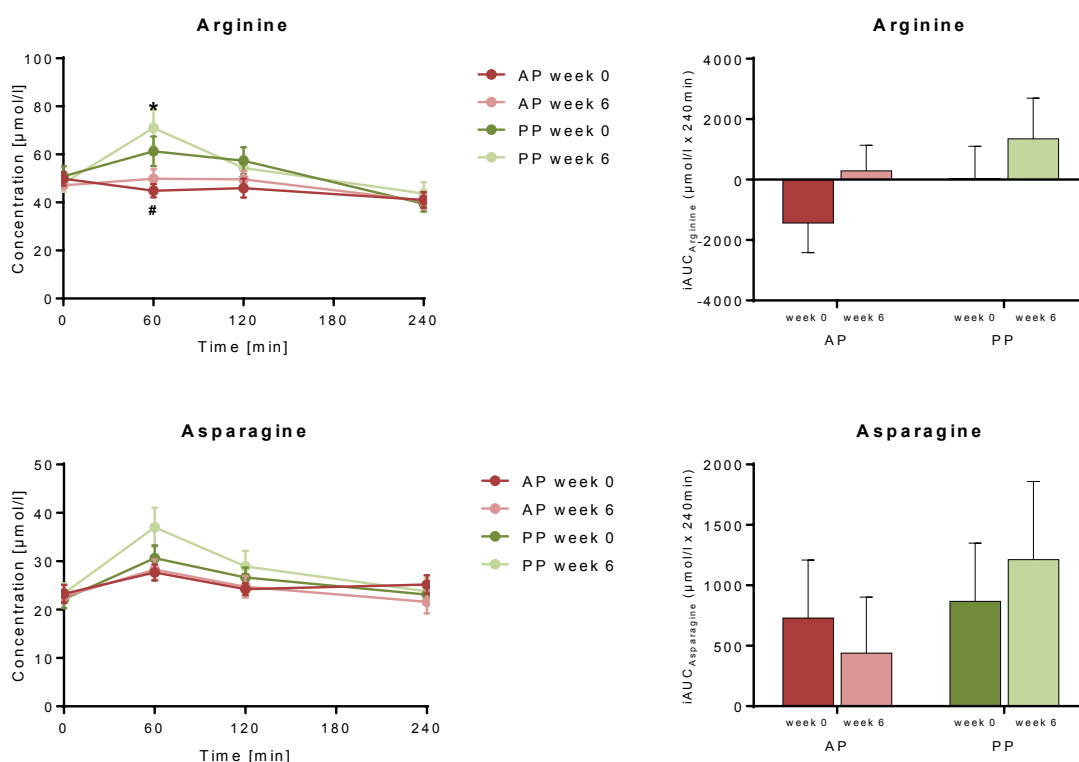 Arginine
100
80
60
40
20
0
Concentration [µmol/l]
*
#
0 60 120 180 240
Time [min]
AP week 0
AP week 6
PP week 0
PP week 6
Arginine
4000
2000
0
-2000
-4000
iAUCArginine (µmol/l x 240min)
week 0 week 6 week 0 week 6
AP PP
Asparagine
50
40
30
20
10
0
Concentration [µmol/l]
0 60 120 180 240
Time [min]
AP week 0
AP week 6
PP week 0
PP week 6
Asparagine
2000
1500
1000
500
0
iAUCAsparagine (µmol/l x 240min)
week 0 week 6 week 0 week 6
AP PP